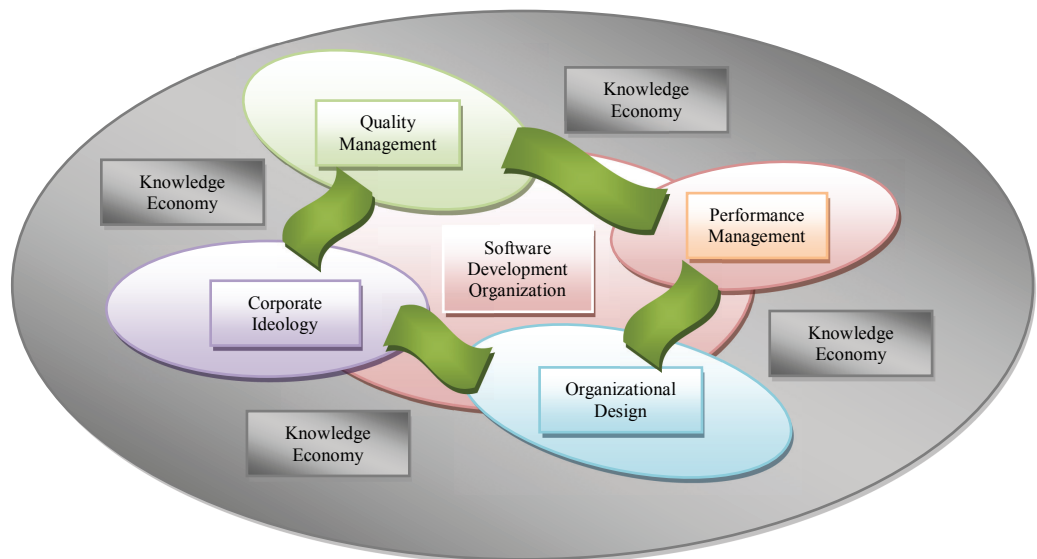 Knowledge
Economy
Quality
Management
Knowledge
Economy
Performance
Management
Software
Development
Organization
Corporate
Ideology
Knowledge
Economy
Organizational
Design
Knowledge
Economy